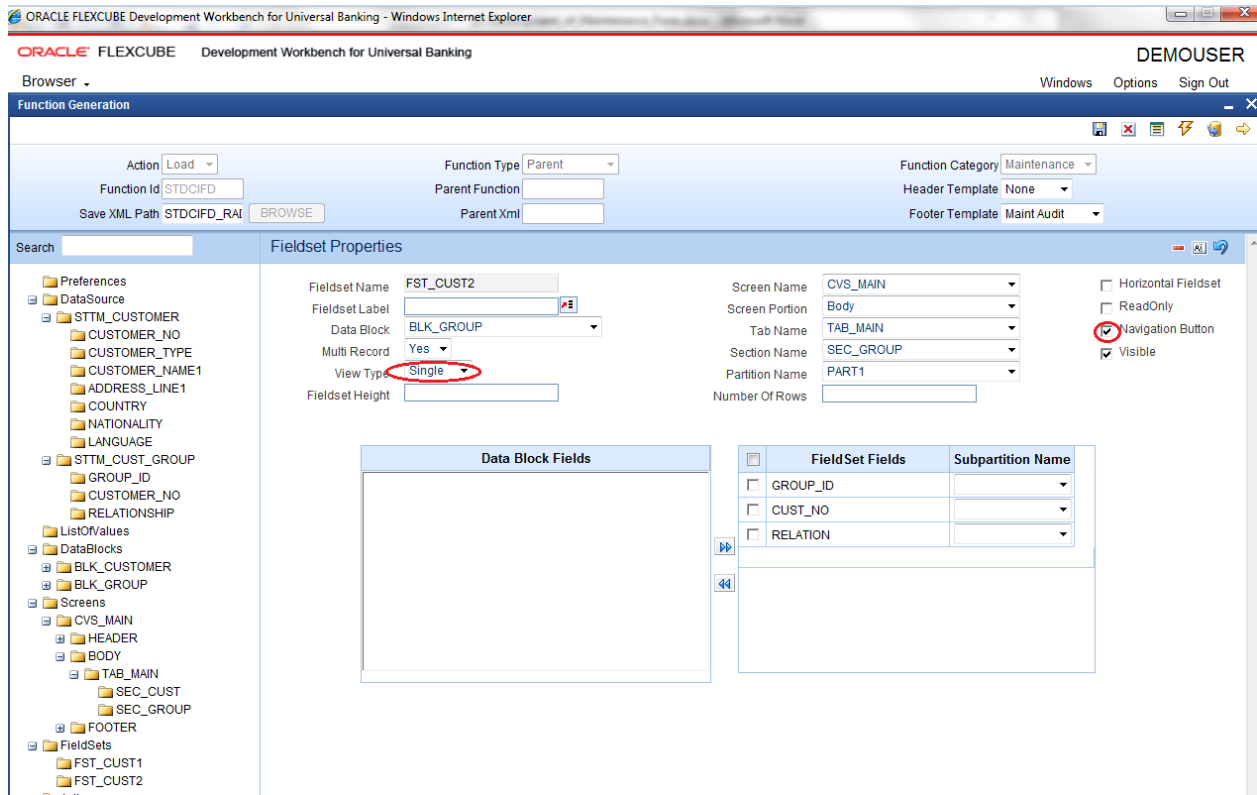 ORACLE FLEXCUBE Development Workbench for Universal Banking - Windows Internet Explorer
ORACLE FLEXCUBE Development Workbench for Universal Banking DEMOUSER
Browser Windows Options Sign Out
Function Generation
Action Load Function Type Parent Function Category Maintenance
Function Id STDCIFD Parent Function Header Template None
Save XML Path STDCIFD_RAD BROWSE Parent Xml Footer Template Maint Audit
Search
Preferences
DataSource
STTM_CUSTOMER
CUSTOMER_NO
CUSTOMER_TYPE
CUSTOMER_NAME1
ADDRESS_LINE1
COUNTRY
NATIONALITY
LANGUAGE
STTM_CUST_GROUP
GROUP_ID
CUSTOMER_NO
RELATIONSHIP
ListOfValues
DataBlocks
BLK_CUSTOMER
BLK_GROUP
Screens
CVS_MAIN
HEADER
BODY
TAB_MAIN
SEC_CUST
SEC_GROUP
FOOTER
FieldSets
FST_CUST1
FST_CUST2
Fieldset Properties
Fieldset Name FST_CUST2 Screen Name CVS_MAIN Horizontal Fieldset
Fieldset Label Screen Portion Body ReadOnly
Data Block BLK_GROUP Tab Name TAB_MAIN Navigation Button
Multi Record Yes Section Name SEC_GROUP Visible
View Type Single Partition Name PART1
Fieldset Height Number Of Rows
Data Block Fields
FieldSet Fields Subpartition Name
GROUP_ID
CUST_NO
RELATION